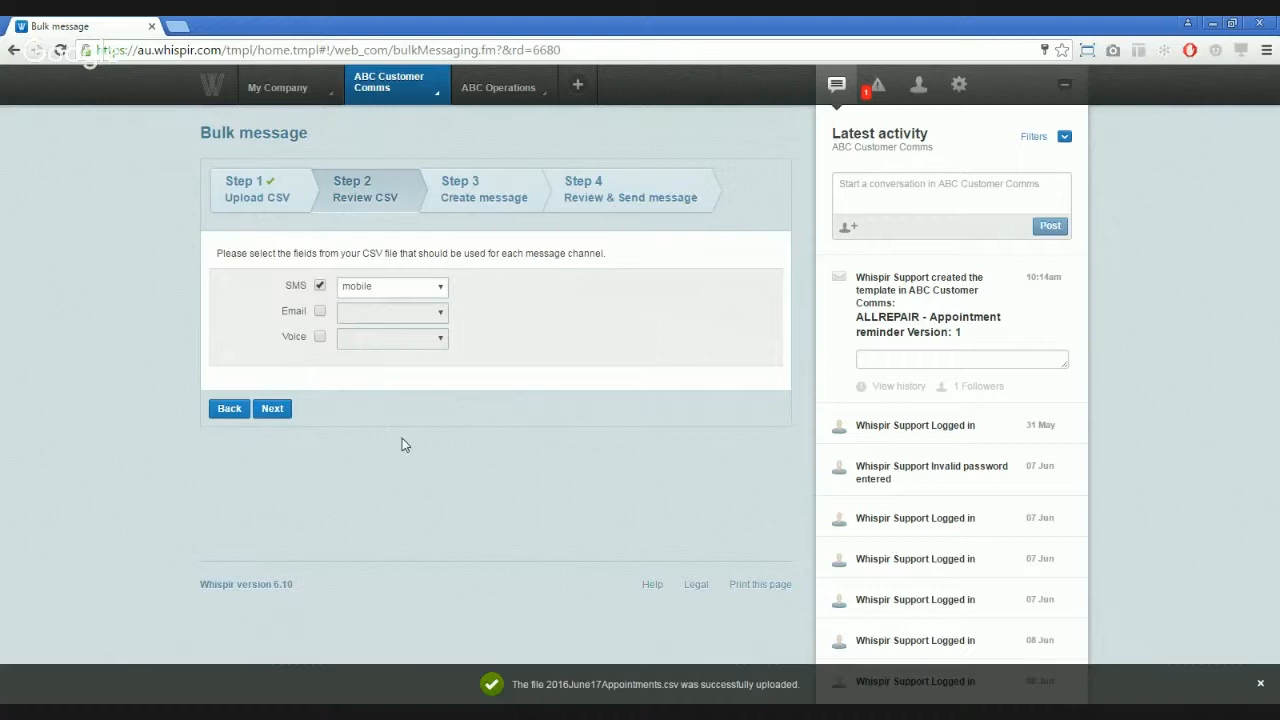 Bulk message
https://au.whispir.com/tmpl/home.tmpl#!/web_com/bulkMessaging.fm?&rd=6680
W
My Company
ABC Customer
Comms
ABC Operations
+
1
Bulk message
Step 1
Upload CSV
Step 2
Review CSV
Step 3
Create message
Step 4
Review & Send message
Please select the fields from your CSV file that should be used for each message channel.
SMS mobile
Email
Voice
Back Next
Whispir version 6.10
Help Legal Print this page
Latest activity
Filters
ABC Customer Comms
Start a conversation in ABC Customer Comms
Post
Whispir Support created the
template in ABC Customer
Comms:
ALLREPAIR - Appointment
reminder Version: 1
10:14am
View history 1 Followers
Whispir Support Logged in 31 May
Whispir Support Invalid password
entered
07 Jun
Whispir Support Logged in 07 Jun
Whispir Support Logged in 07 Jun
Whispir Support Logged in 07 Jun
Whispir Support Logged in 08 Jun
Whispir Support Logged in 08 Jun
The file 2016June17Appointments.csv was successfully uploaded.